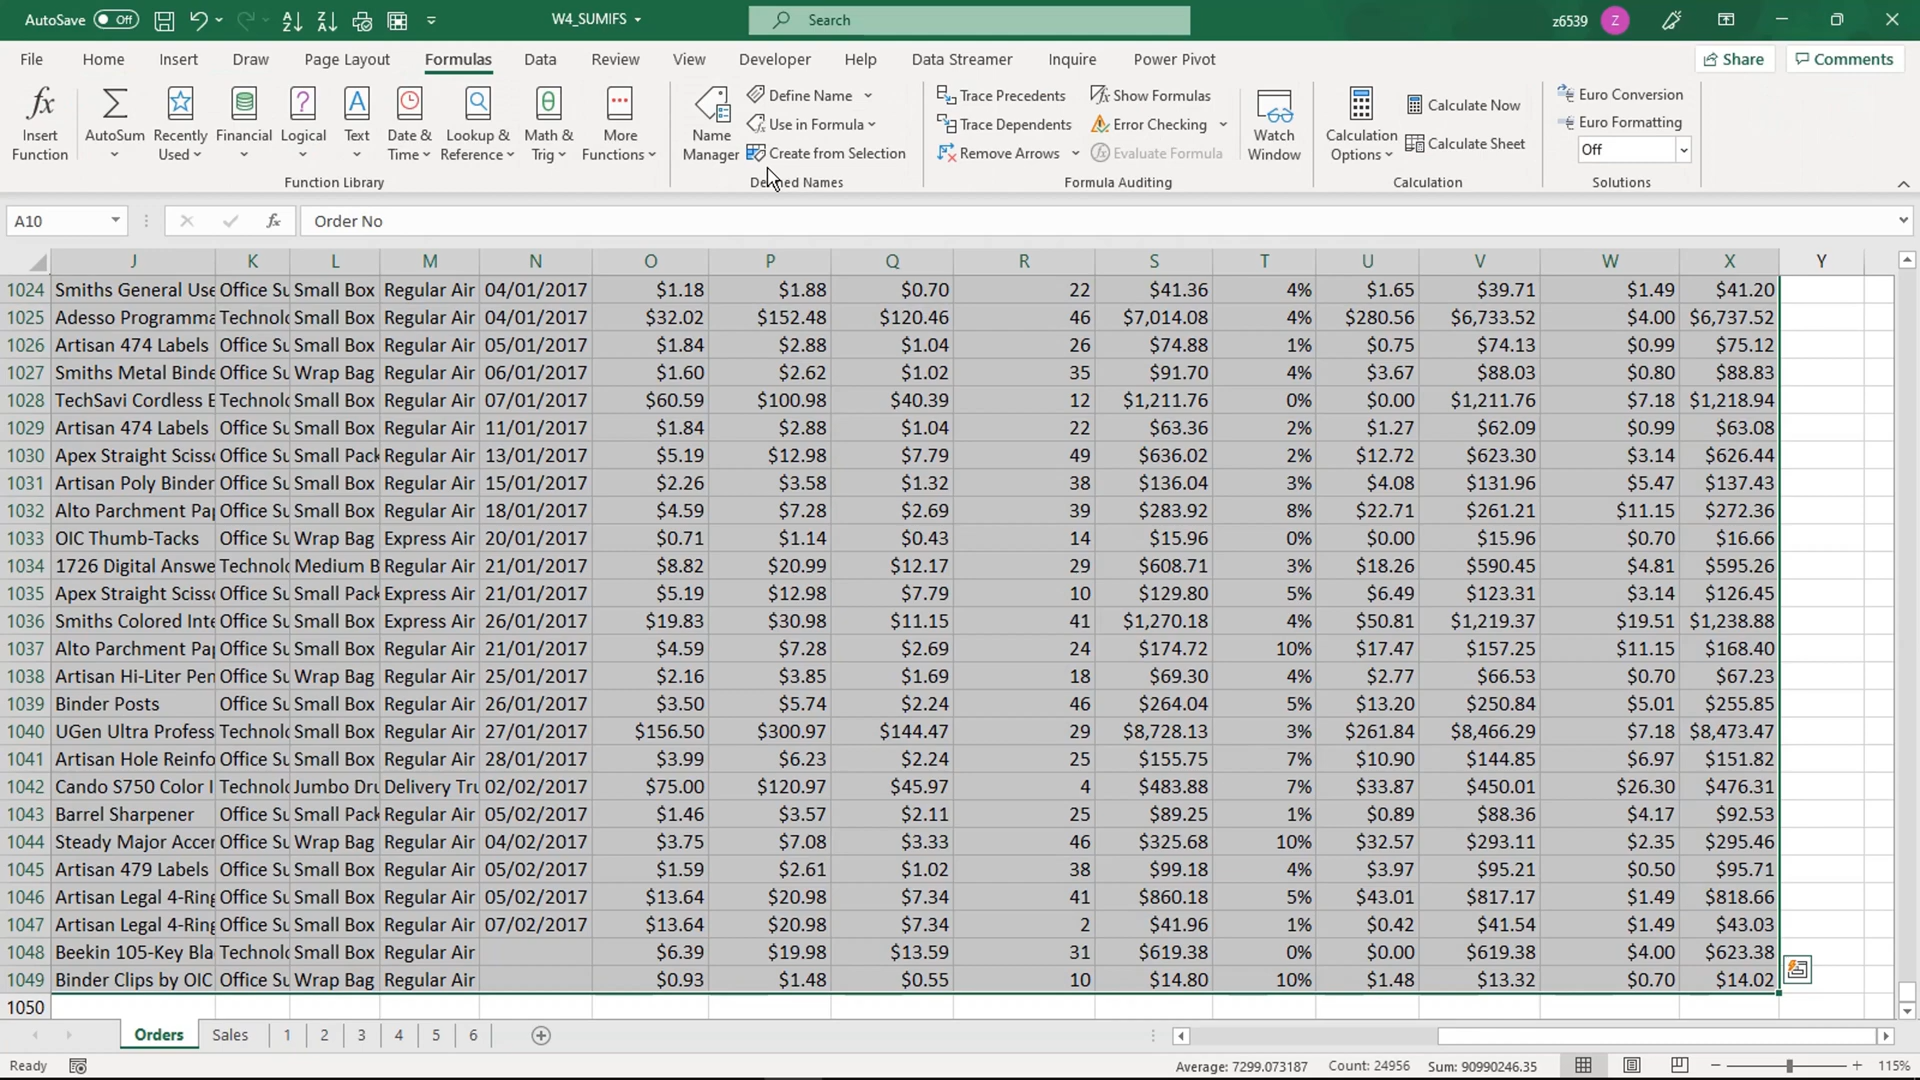 AutoSave Off W4_SUMIFS Search z6539 Z
File Home Insert Draw Page Layout Formulas Data Review View Developer Help Data Streamer Inquire Power Pivot Share Comments
Insert Function
AutoSum
Recently Used
Financial
Logical
Text
Date & Time
Lookup & Reference
Math & Trig
More Functions
Function Library
Name Manager
Define Name
Use in Formula
Create from Selection
Defined Names
Trace Precedents
Trace Dependents
Remove Arrows
Show Formulas
Error Checking
Evaluate Formula
Formula Auditing
Watch Window
Calculation Options
Calculate Now
Calculate Sheet
Calculation
Euro Conversion
Euro Formatting
Off
Solutions
A10 fx Order No
J K L M N O P Q R S T U V W X Y
1024 Smiths General Use Office Su Small Box Regular Air 04/01/2017 $1.18 $1.88 $0.70 22 $41.36 4% $1.65 $39.71 $1.49 $41.20
1025 Adesso Programma Technolo Small Box Regular Air 04/01/2017 $32.02 $152.48 $120.46 46 $7,014.08 4% $280.56 $6,733.52 $4.00 $6,737.52
1026 Artisan 474 Labels Office Su Small Box Regular Air 05/01/2017 $1.84 $2.88 $1.04 26 $74.88 1% $0.75 $74.13 $0.99 $75.12
1027 Smiths Metal Binde Office Su Wrap Bag Regular Air 06/01/2017 $1.60 $2.62 $1.02 35 $91.70 4% $3.67 $88.03 $0.80 $88.83
1028 TechSavi Cordless E Technolo Small Box Regular Air 07/01/2017 $60.59 $100.98 $40.39 12 $1,211.76 0% $0.00 $1,211.76 $7.18 $1,218.94
1029 Artisan 474 Labels Office Su Small Box Regular Air 11/01/2017 $1.84 $2.88 $1.04 22 $63.36 2% $1.27 $62.09 $0.99 $63.08
1030 Apex Straight Scisso Office Su Small Pack Regular Air 13/01/2017 $5.19 $12.98 $7.79 49 $636.02 2% $12.72 $623.30 $3.14 $626.44
1031 Artisan Poly Binder Office Su Small Box Regular Air 15/01/2017 $2.26 $3.58 $1.32 38 $136.04 3% $4.08 $131.96 $5.47 $137.43
1032 Alto Parchment Pap Office Su Small Box Regular Air 18/01/2017 $4.59 $7.28 $2.69 39 $283.92 8% $22.71 $261.21 $11.15 $272.36
1033 OIC Thumb-Tacks Office Su Wrap Bag Express Air 20/01/2017 $0.71 $1.14 $0.43 14 $15.96 0% $0.00 $15.96 $0.70 $16.66
1034 1726 Digital Answe Technolo Medium B Regular Air 21/01/2017 $8.82 $20.99 $12.17 29 $608.71 3% $18.26 $590.45 $4.81 $595.26
1035 Apex Straight Scisso Office Su Small Pack Express Air 21/01/2017 $5.19 $12.98 $7.79 10 $129.80 5% $6.49 $123.31 $3.14 $126.45
1036 Smiths Colored Inte Office Su Small Box Express Air 26/01/2017 $19.83 $30.98 $11.15 41 $1,270.18 4% $50.81 $1,219.37 $19.51 $1,238.88
1037 Alto Parchment Pap Office Su Small Box Regular Air 21/01/2017 $4.59 $7.28 $2.69 24 $174.72 10% $17.47 $157.25 $11.15 $168.40
1038 Artisan Hi-Liter Pen Office Su Wrap Bag Regular Air 25/01/2017 $2.16 $3.85 $1.69 18 $69.30 4% $2.77 $66.53 $0.70 $67.23
1039 Binder Posts Office Su Small Box Regular Air 26/01/2017 $3.50 $5.74 $2.24 46 $264.04 5% $13.20 $250.84 $5.01 $255.85
1040 UGen Ultra Profess Technolo Small Box Regular Air 27/01/2017 $156.50 $300.97 $144.47 29 $8,728.13 3% $261.84 $8,466.29 $7.18 $8,473.47
1041 Artisan Hole Reinfo Office Su Small Box Regular Air 28/01/2017 $3.99 $6.23 $2.24 25 $155.75 7% $10.90 $144.85 $6.97 $151.82
1042 Cando S750 Color I Technolo Jumbo Dru Delivery Tru 02/02/2017 $75.00 $120.97 $45.97 4 $483.88 7% $33.87 $450.01 $26.30 $476.31
1043 Barrel Sharpener Office Su Small Pack Regular Air 05/02/2017 $1.46 $3.57 $2.11 25 $89.25 1% $0.89 $88.36 $4.17 $92.53
1044 Steady Major Accen Office Su Wrap Bag Regular Air 04/02/2017 $3.75 $7.08 $3.33 46 $325.68 10% $32.57 $293.11 $2.35 $295.46
1045 Artisan 479 Labels Office Su Small Box Regular Air 05/02/2017 $1.59 $2.61 $1.02 38 $99.18 4% $3.97 $95.21 $0.50 $95.71
1046 Artisan Legal 4-Ring Office Su Small Box Regular Air 05/02/2017 $13.64 $20.98 $7.34 41 $860.18 5% $43.01 $817.17 $1.49 $818.66
1047 Artisan Legal 4-Ring Office Su Small Box Regular Air 07/02/2017 $13.64 $20.98 $7.34 2 $41.96 1% $0.42 $41.54 $1.49 $43.03
1048 Beekin 105-Key Bla Technolo Small Box Regular Air $6.39 $19.98 $13.59 31 $619.38 0% $0.00 $619.38 $4.00 $623.38
1049 Binder Clips by OIC Office Su Wrap Bag Regular Air $0.93 $1.48 $0.55 10 $14.80 10% $1.48 $13.32 $0.70 $14.02
1050
Orders Sales 1 2 3 4 5 6
Ready Average: 7299.073187 Count: 24956 Sum: 90990246.35 115%